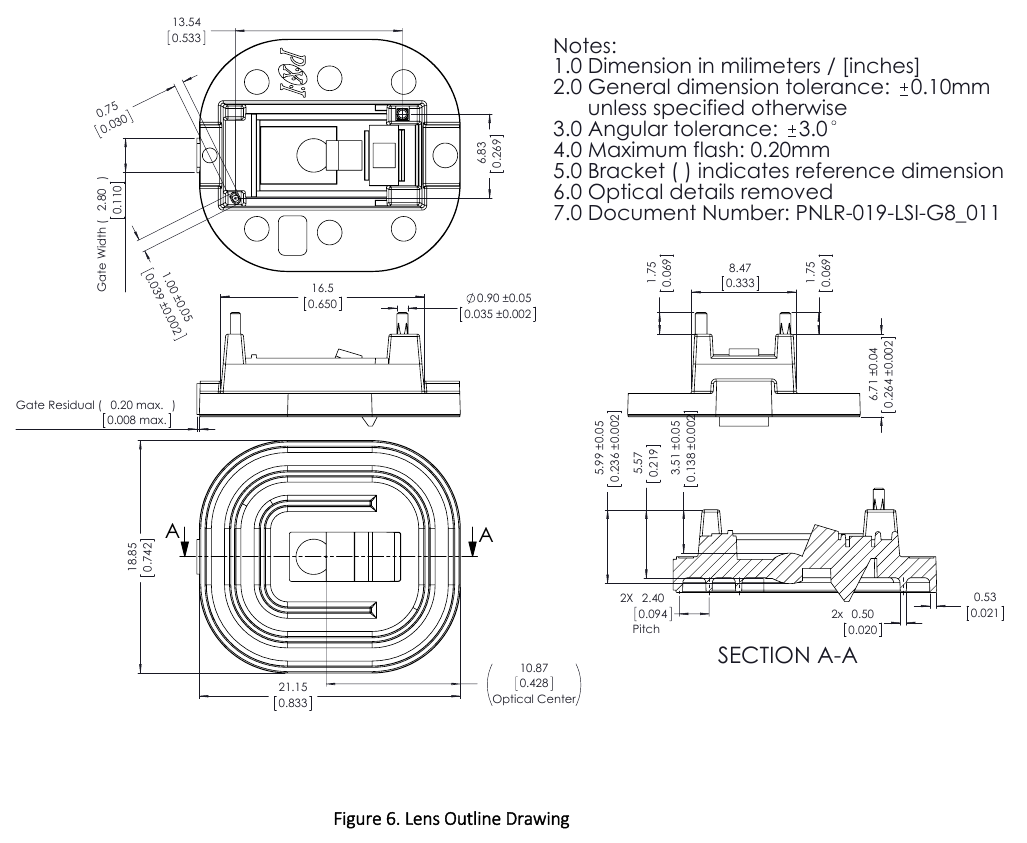 13.54
[0.533]
Notes:
1.0 Dimension in milimeters / [inches]
2.0 General dimension tolerance: ±0.10mm
unless specified otherwise
3.0 Angular tolerance: ±3.0°
4.0 Maximum flash: 0.20mm
5.0 Bracket ( ) indicates reference dimension
6.0 Optical details removed
7.0 Document Number: PNLR-019-LSI-G8_011
0.75
[0.030]
6.83
[0.269]
Gate Width ( 2.80 )
[0.110]
1.00 ±0.05
[0.039 ±0.002]
16.5
[0.650]
Ø0.90 ±0.05
[0.035 ±0.002]
1.75
[0.069]
8.47
[0.333]
1.75
[0.069]
6.71 ±0.04
[0.264 ±0.002]
Gate Residual ( 0.20 max. )
[0.008 max.]
5.99 ±0.05
[0.236 ±0.002]
5.57
[0.219]
3.51 ±0.05
[0.138 ±0.002]
A
A
18.85
[0.742]
2X 2.40
[0.094]
Pitch
2x 0.50
[0.020]
0.53
[0.021]
SECTION A-A
21.15
[0.833]
( 10.87
[0.428]
Optical Center )
Figure 6. Lens Outline Drawing